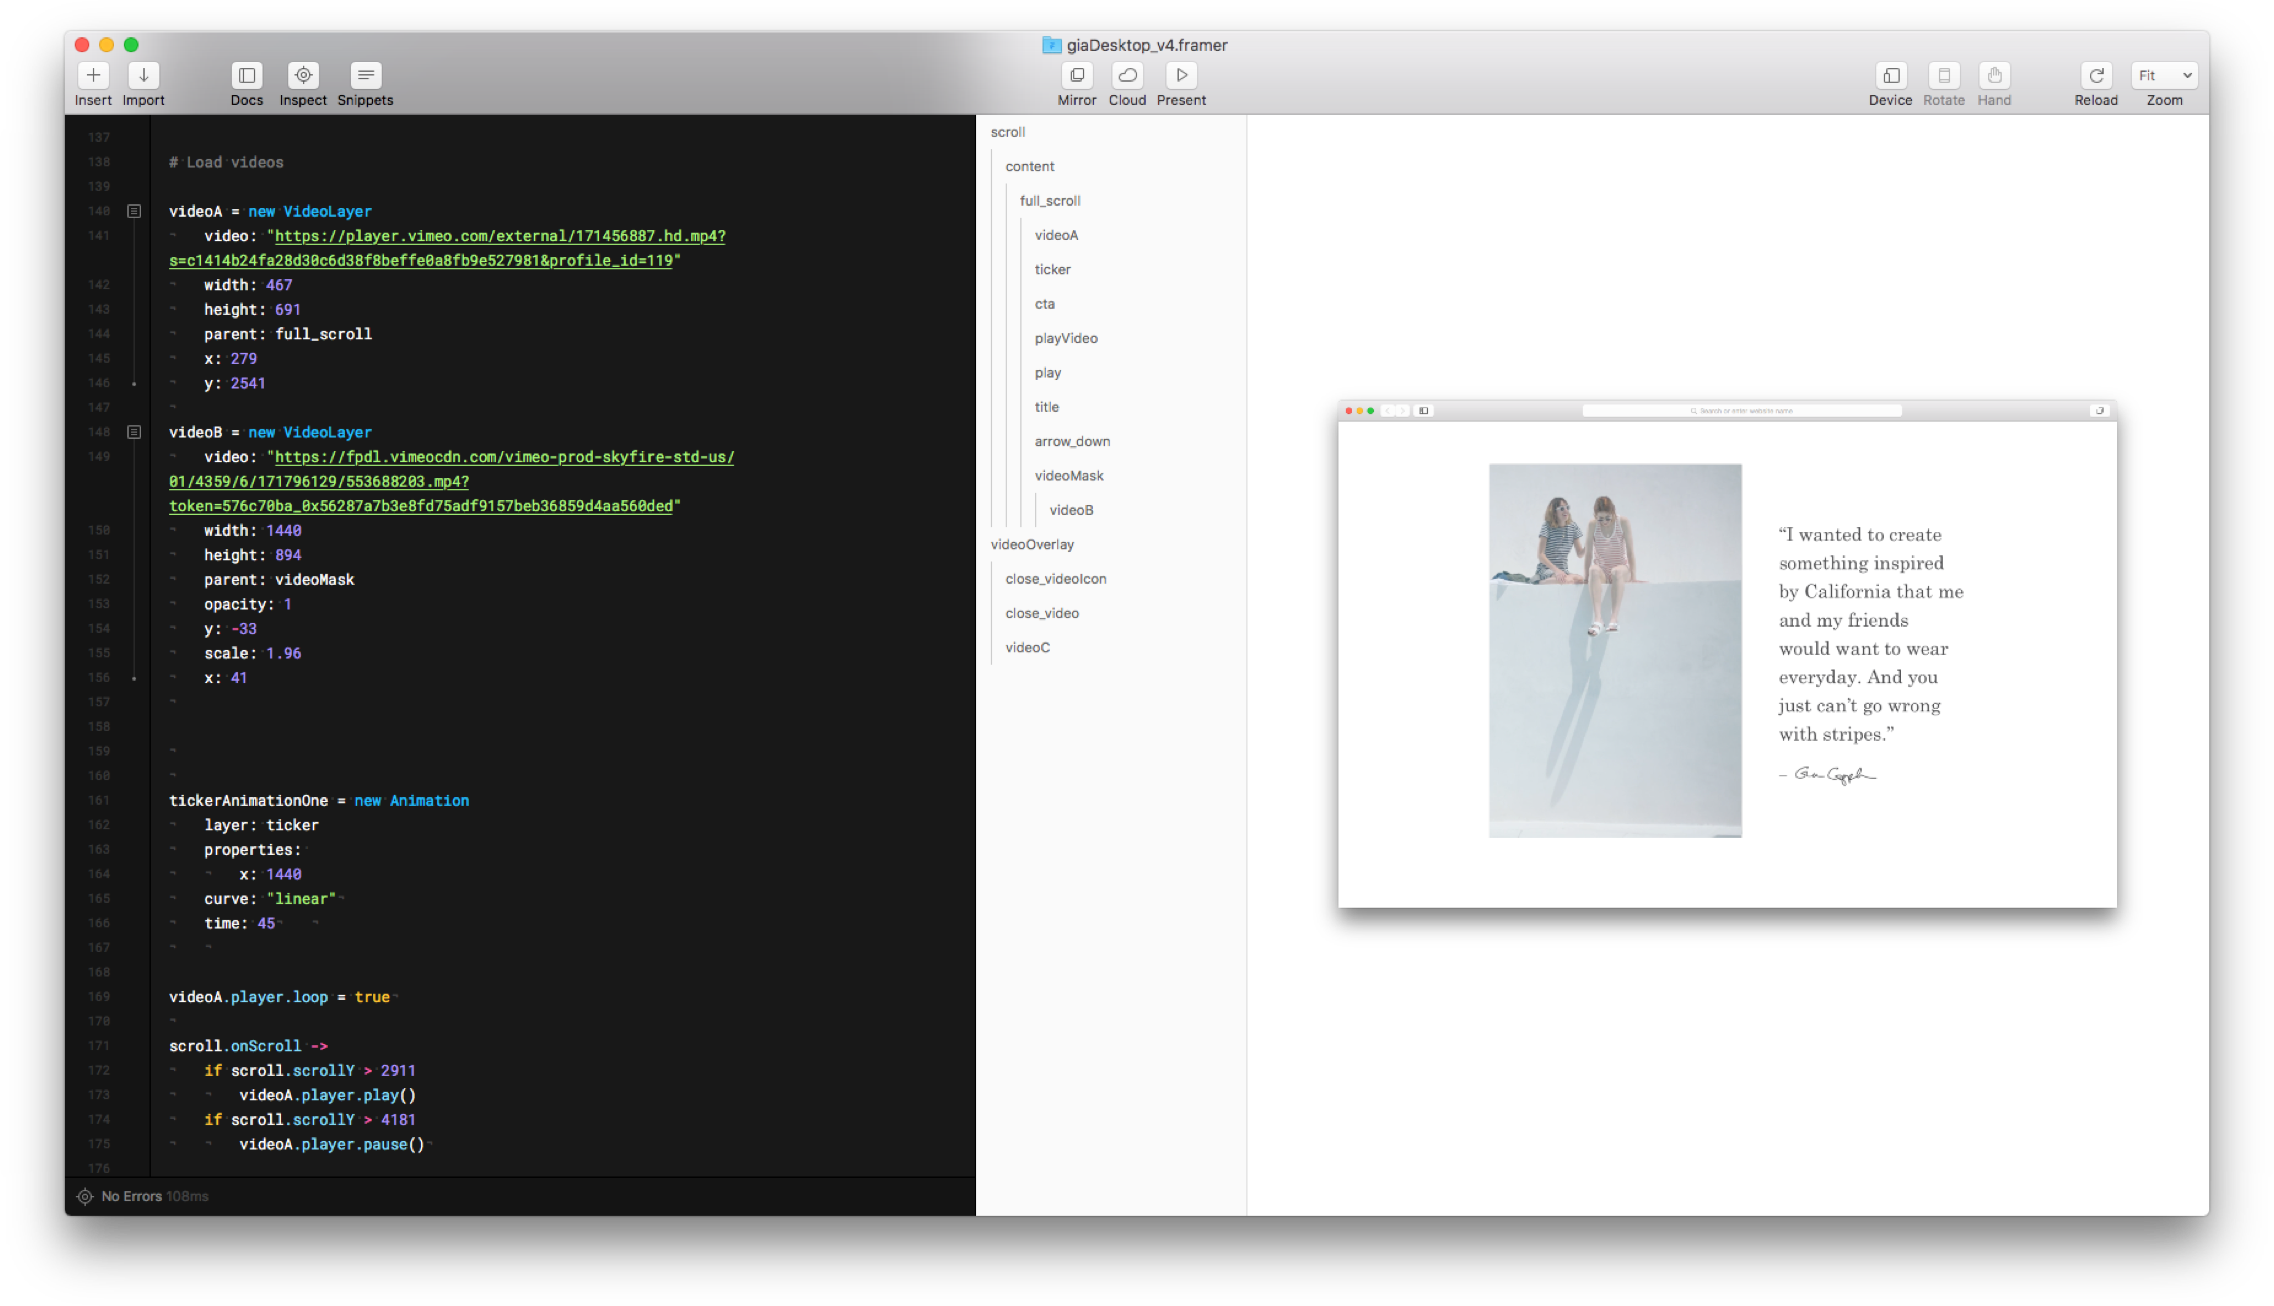 giaDesktop_v4.framer
Insert Import Docs Inspect Snippets Mirror Cloud Present Device Rotate Hand Reload Fit Zoom
137
138 # Load videos
139
140 videoA = new VideoLayer
141 video: "https://player.vimeo.com/external/171456887.hd.mp4?
s=c1414b24fa28d30c6d38f8beffe0a8fb9e527981&profile_id=119"
142 width: 467
143 height: 691
144 parent: full_scroll
145 x: 279
146 y: 2541
147
148 videoB = new VideoLayer
149 video: "https://fpdl.vimeocdn.com/vimeo-prod-skyfire-std-us/
01/4359/6/171796129/553688203.mp4?
token=576c70ba_0x56287a7b3e8fd75adf9157beb36859d4aa560ded"
150 width: 1440
151 height: 894
152 parent: videoMask
153 opacity: 1
154 y: -33
155 scale: 1.96
156 x: 41
157
158
159
160
161 tickerAnimationOne = new Animation
162 layer: ticker
163 properties:
164 x: 1440
165 curve: "linear"
166 time: 45
167
168
169 videoA.player.loop = true
170
171 scroll.onScroll ->
172 if scroll.scrollY > 2911
173 videoA.player.play()
174 if scroll.scrollY > 4181
175 videoA.player.pause()
176
No Errors 108ms
scroll
content
full_scroll
videoA
ticker
cta
playVideo
play
title
arrow_down
videoMask
videoB
videoOverlay
close_videoIcon
close_video
videoC
Search or enter website name
“I wanted to create
something inspired
by California that me
and my friends
would want to wear
everyday. And you
just can’t go wrong
with stripes.”